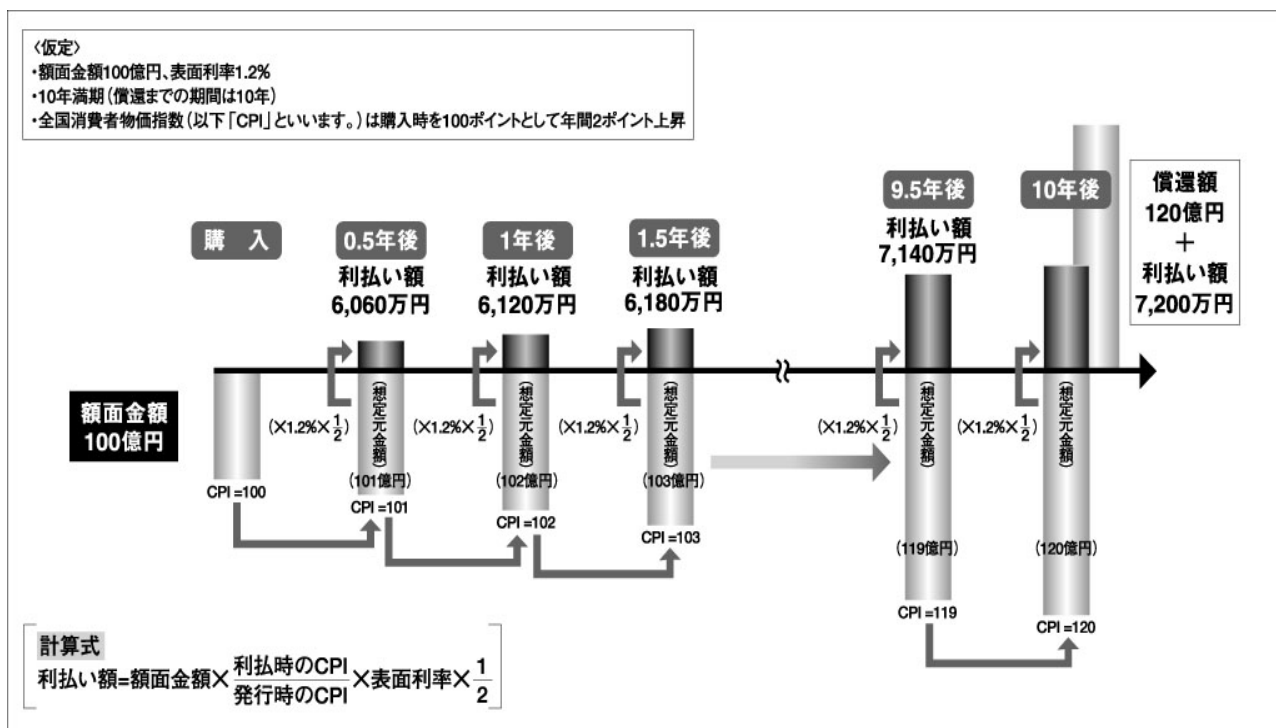 〈仮定〉
・額面金額100億円、表面利率1.2%
・10年満期(償還までの期間は10年)
・全国消費者物価指数(以下「CPI」といいます。)は購入時を100ポイントとして年間2ポイント上昇
購 入
0.5年後
利払い額
6,060万円
1年後
利払い額
6,120万円
1.5年後
利払い額
6,180万円
9.5年後
利払い額
7,140万円
10年後
償還額
120億円
+
利払い額
7,200万円
額面金額
100億円
CPI =100
(×1.2%×1/2)
(想定元金額)
(101億円)
CPI =101
(×1.2%×1/2)
(想定元金額)
(102億円)
CPI =102
(×1.2%×1/2)
(想定元金額)
(103億円)
CPI =103
(×1.2%×1/2)
(想定元金額)
(119億円)
CPI =119
(×1.2%×1/2)
(想定元金額)
(120億円)
CPI =120
計算式
利払い額=額面金額×利払時のCPI/発行時のCPI×表面利率×1/2